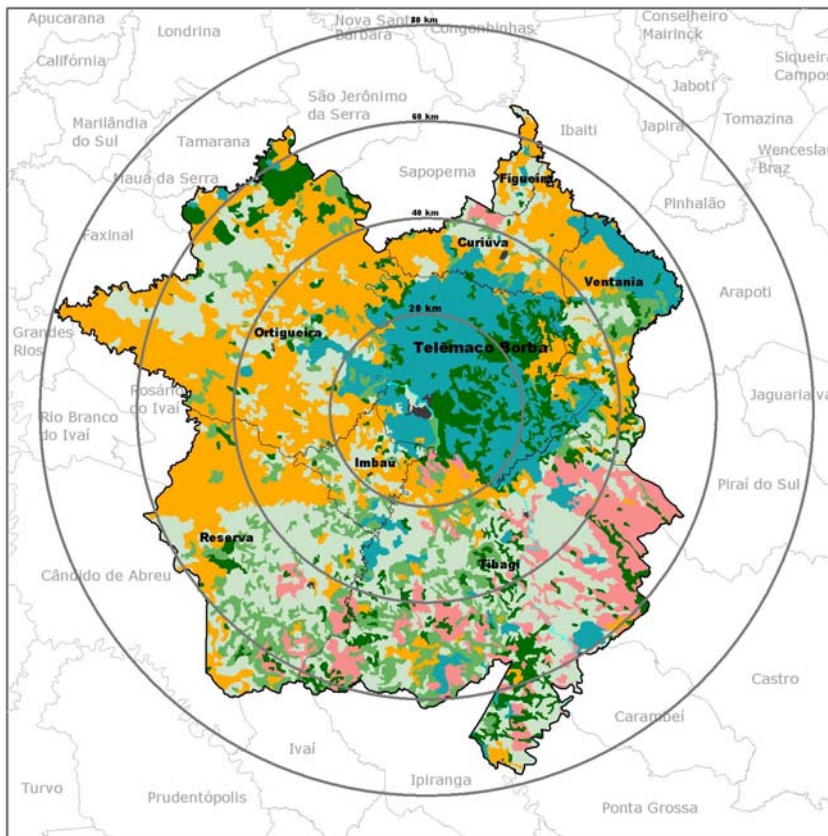 Apucarana
Londrina
Nova Santa
Bárbara
80 km
Congonhinhas
Conselheiro
Mairinck
Califórnia
Siqueira
Campos
Jaboti
São Jerônimo
da Serra
Marilândia
do Sul
Tamarana
60 km
Ibaiti
Japira
Tomazina
Wenceslau
Braz
Mauá da Serra
Sapopema
Figueira
Pinhalão
Faxinal
40 km
Curiúva
Ventania
Arapoti
20 km
Grandes
Rios
Ortigueira
Telêmaco Borba
Rosário
do Ivaí
Jaguariaíva
Rio Branco
do Ivaí
Imbaú
Piraí do Sul
Reserva
Tibagi
Cândido de Abreu
Castro
Carambeí
Ivaí
Ipiranga
Turvo
Prudentópolis
Ponta Grossa